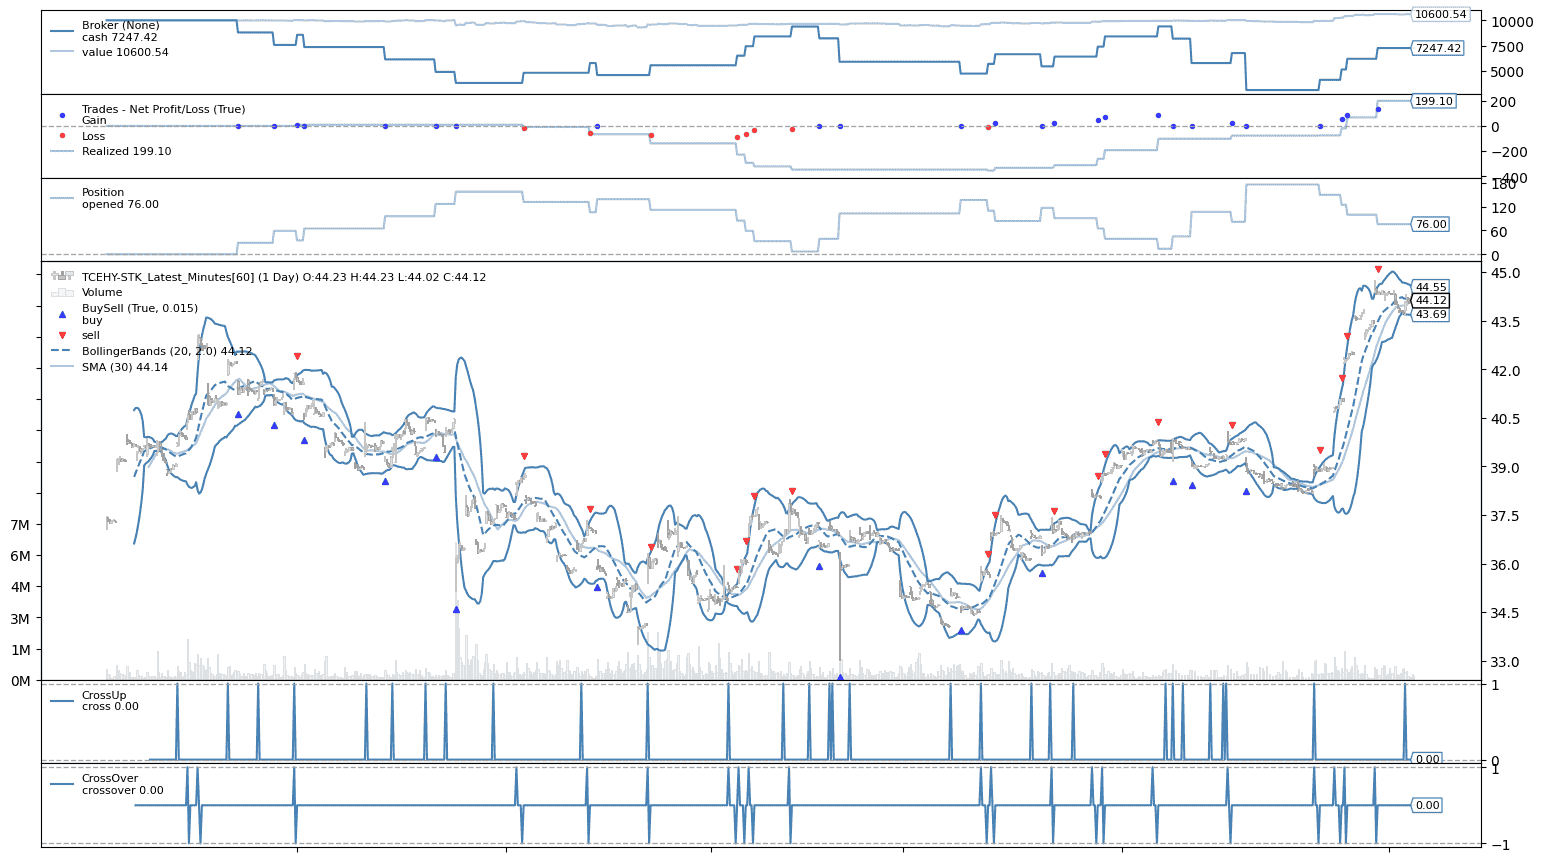 Broker (None)
cash 7247.42
value 10600.54
10600.54
10000
7500
7247.42
5000
Trades - Net Profit/Loss (True)
Gain
Loss
Realized 199.10
199.10
200
0
−200
−400
Position
opened 76.00
180
120
76.00
60
0
TCEHY-STK_Latest_Minutes[60] (1 Day) O:44.23 H:44.23 L:44.02 C:44.12
Volume
BuySell (True, 0.015)
buy
sell
BollingerBands (20, 2.0) 44.12
SMA (30) 44.14
45.0
44.55
44.12
43.69
43.5
42.0
40.5
39.0
37.5
36.0
34.5
33.0
7M
6M
4M
3M
1M
0M
CrossUp
cross 0.00
1
0
0.00
CrossOver
crossover 0.00
1
0.00
−1